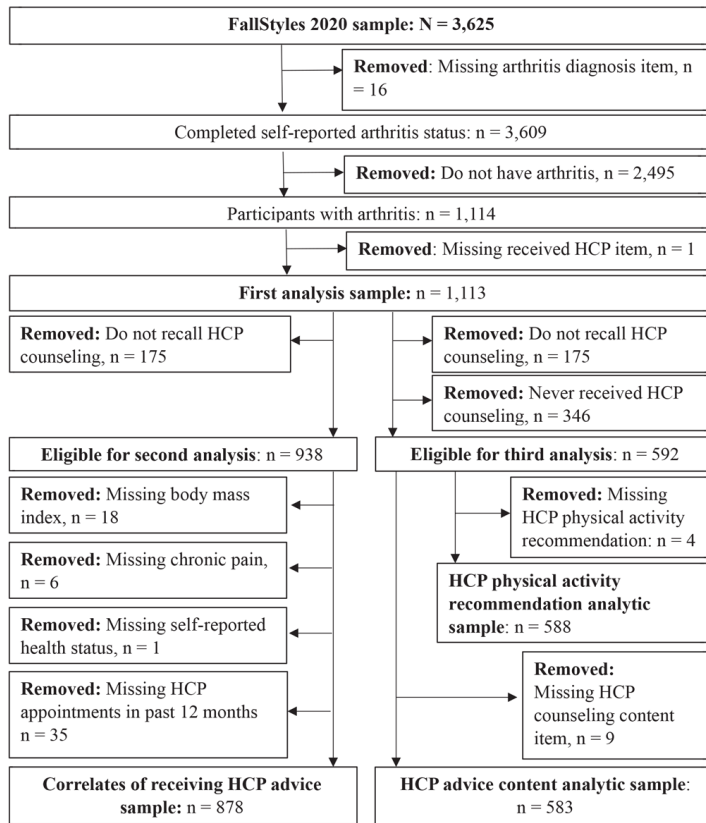 FallStyles 2020 sample: N = 3,625
Removed: Missing arthritis diagnosis item, n
= 16
Completed self-reported arthritis status: n = 3,609
Removed: Do not have arthritis, n = 2,495
Participants with arthritis: n = 1,114
Removed: Missing received HCP item, n = 1
First analysis sample: n = 1,113
Removed: Do not recall HCP
counseling, n = 175
Removed: Do not recall HCP
counseling, n = 175
Removed: Never received HCP
counseling, n = 346
Eligible for second analysis: n = 938
Eligible for third analysis: n = 592
Removed: Missing body mass
index, n = 18
Removed: Missing chronic pain,
n = 6
Removed: Missing self-reported
health status, n = 1
Removed: Missing HCP
appointments in past 12 months
n = 35
Correlates of receiving HCP advice
sample: n = 878
Removed: Missing
HCP physical activity
recommendation: n = 4
HCP physical activity
recommendation analytic
sample: n = 588
Removed:
Missing HCP
counseling content
item, n = 9
HCP advice content analytic sample:
n = 583